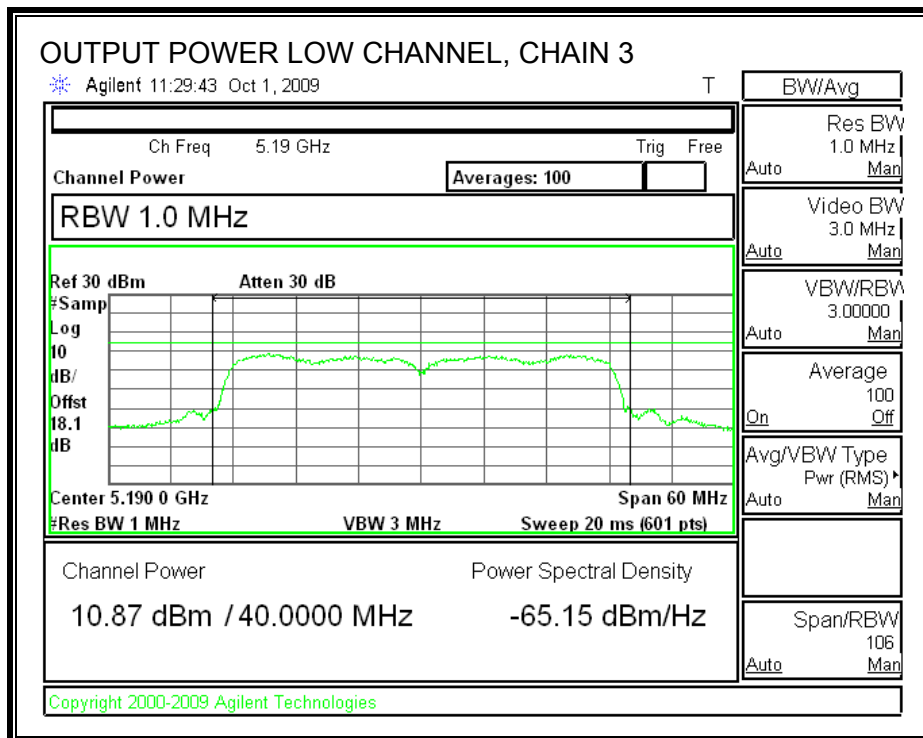 OUTPUT POWER LOW CHANNEL, CHAIN 3
Agilent 11:29:43 Oct 1, 2009 T
BW/Avg
Ch Freq 5.19 GHz Trig Free
Channel Power Averages: 100
RBW 1.0 MHz
Ref 30 dBm Atten 30 dB
#Samp
Log
10
dB/
Offst
18.1
dB
Center 5.190 0 GHz Span 60 MHz
#Res BW 1 MHz VBW 3 MHz Sweep 20 ms (601 pts)
Channel Power Power Spectral Density
10.87 dBm / 40.0000 MHz -65.15 dBm/Hz
Copyright 2000-2009 Agilent Technologies
Res BW
1.0 MHz
Auto Man
Video BW
3.0 MHz
Auto Man
VBW/RBW
3.00000
Auto Man
Average
100
On Off
Avg/VBW Type
Pwr (RMS)
Auto Man
Span/RBW
106
Auto Man